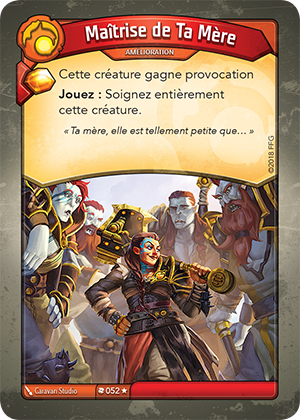 Maîtrise de Ta Mère
AMÉLIORATION
Cette créature gagne provocation
Jouez : Soignez entièrement
cette créature.
« Ta mère, elle est tellement petite que... »
©2018 FFG
Caravan Studio
052